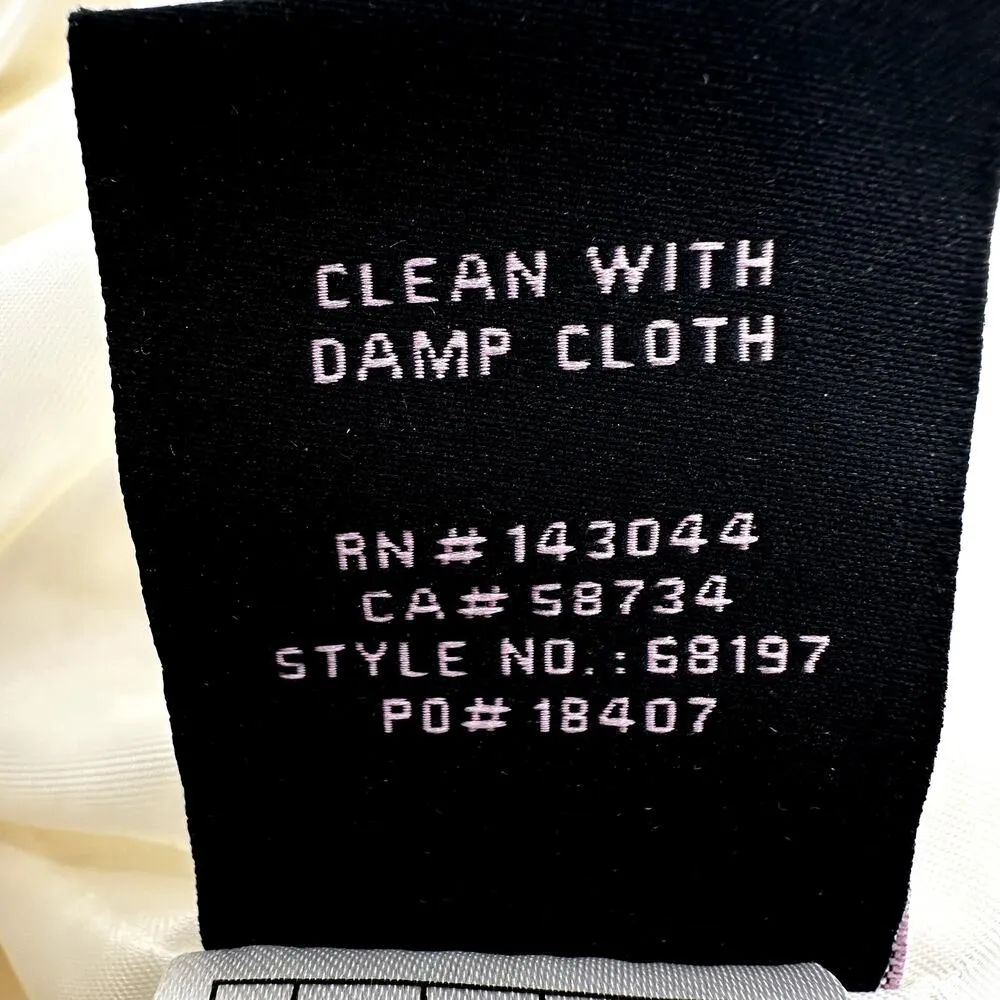 CLEAN WITH
DAMP CLOTH
RN # 143044
CA# 58734
STYLE NO.: 68197
PO# 18407